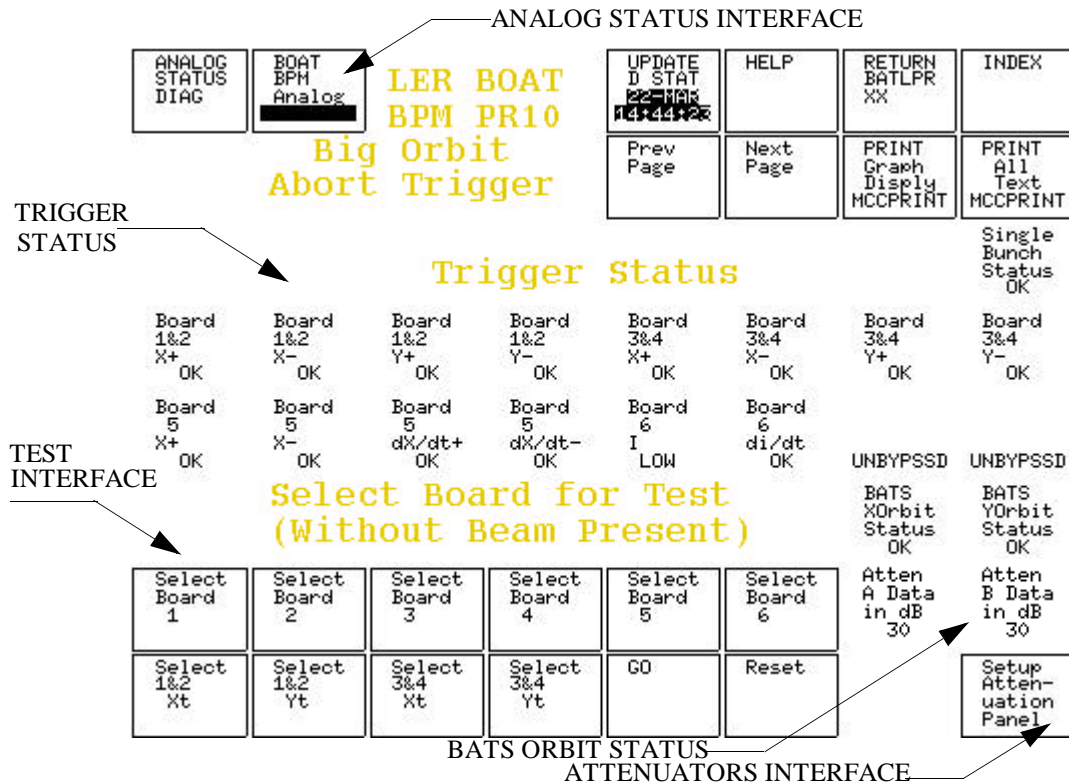 ANALOG STATUS INTERFACE
ANALOG
STATUS
DIAG
BOAT
BPM
Analog
LER BOAT
BPM PR10
Big Orbit
Abort Trigger
UPDATE
D STAT
22-MAR
14:44:23
HELP
RETURN
BATLPR
XX
INDEX
Prev
Page
Next
Page
PRINT
Graph
Disply
MCCPRINT
PRINT
All
Text
MCCPRINT
TRIGGER
STATUS
Trigger Status
Single
Bunch
Status
OK
Board
1&2
X+
OK
Board
1&2
X-
OK
Board
1&2
Y+
OK
Board
1&2
Y-
OK
Board
3&4
X+
OK
Board
3&4
X-
OK
Board
3&4
Y+
OK
Board
3&4
Y-
OK
Board
5
X+
OK
Board
5
X-
OK
Board
5
dX/dt+
OK
Board
5
dX/dt-
OK
Board
6
I
LOW
Board
6
di/dt
OK
UNBYPSSD
UNBYPSSD
TEST
INTERFACE
Select Board for Test
(Without Beam Present)
BATS
XOrbit
Status
OK
BATS
YOrbit
Status
OK
Select
Board
1
Select
Board
2
Select
Board
3
Select
Board
4
Select
Board
5
Select
Board
6
Atten
A Data
in dB
30
Atten
B Data
in dB
30
Select
1&2
Xt
Select
1&2
Yt
Select
3&4
Xt
Select
3&4
Yt
GO
Reset
Setup
Atten-
uation
Panel
BATS ORBIT STATUS
ATTENUATORS INTERFACE